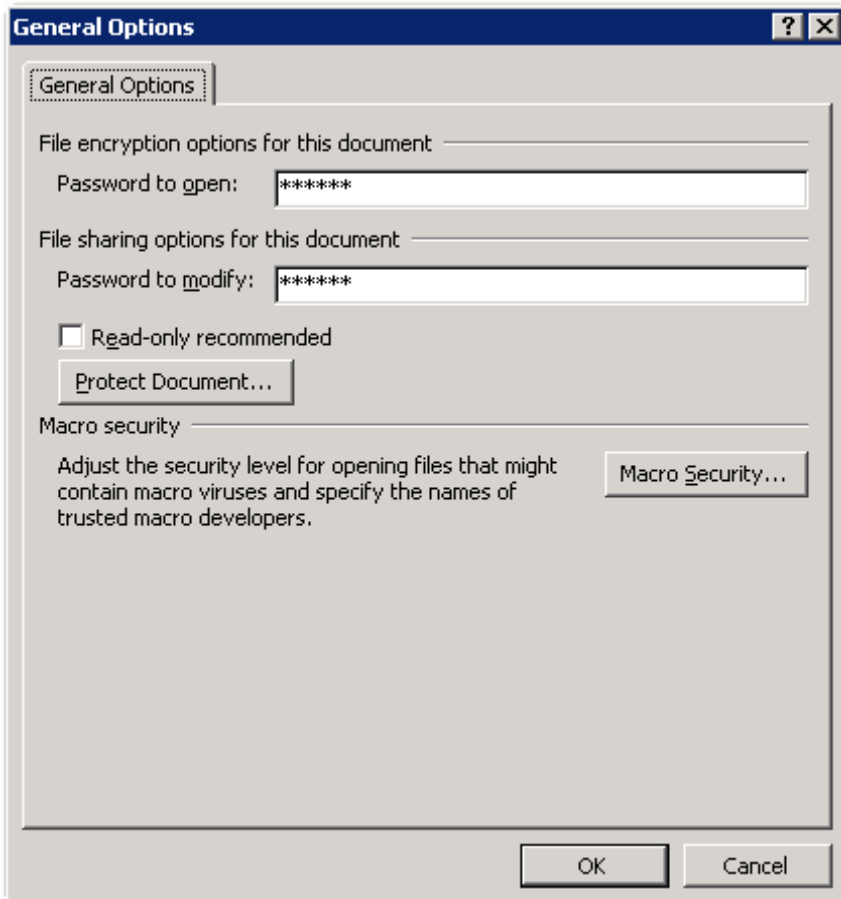 General Options
General Options
File encryption options for this document
Password to open: ******
File sharing options for this document
Password to modify: ******
Read-only recommended
Protect Document...
Macro security
Adjust the security level for opening files that might
contain macro viruses and specify the names of
trusted macro developers.
Macro Security...
OK
Cancel